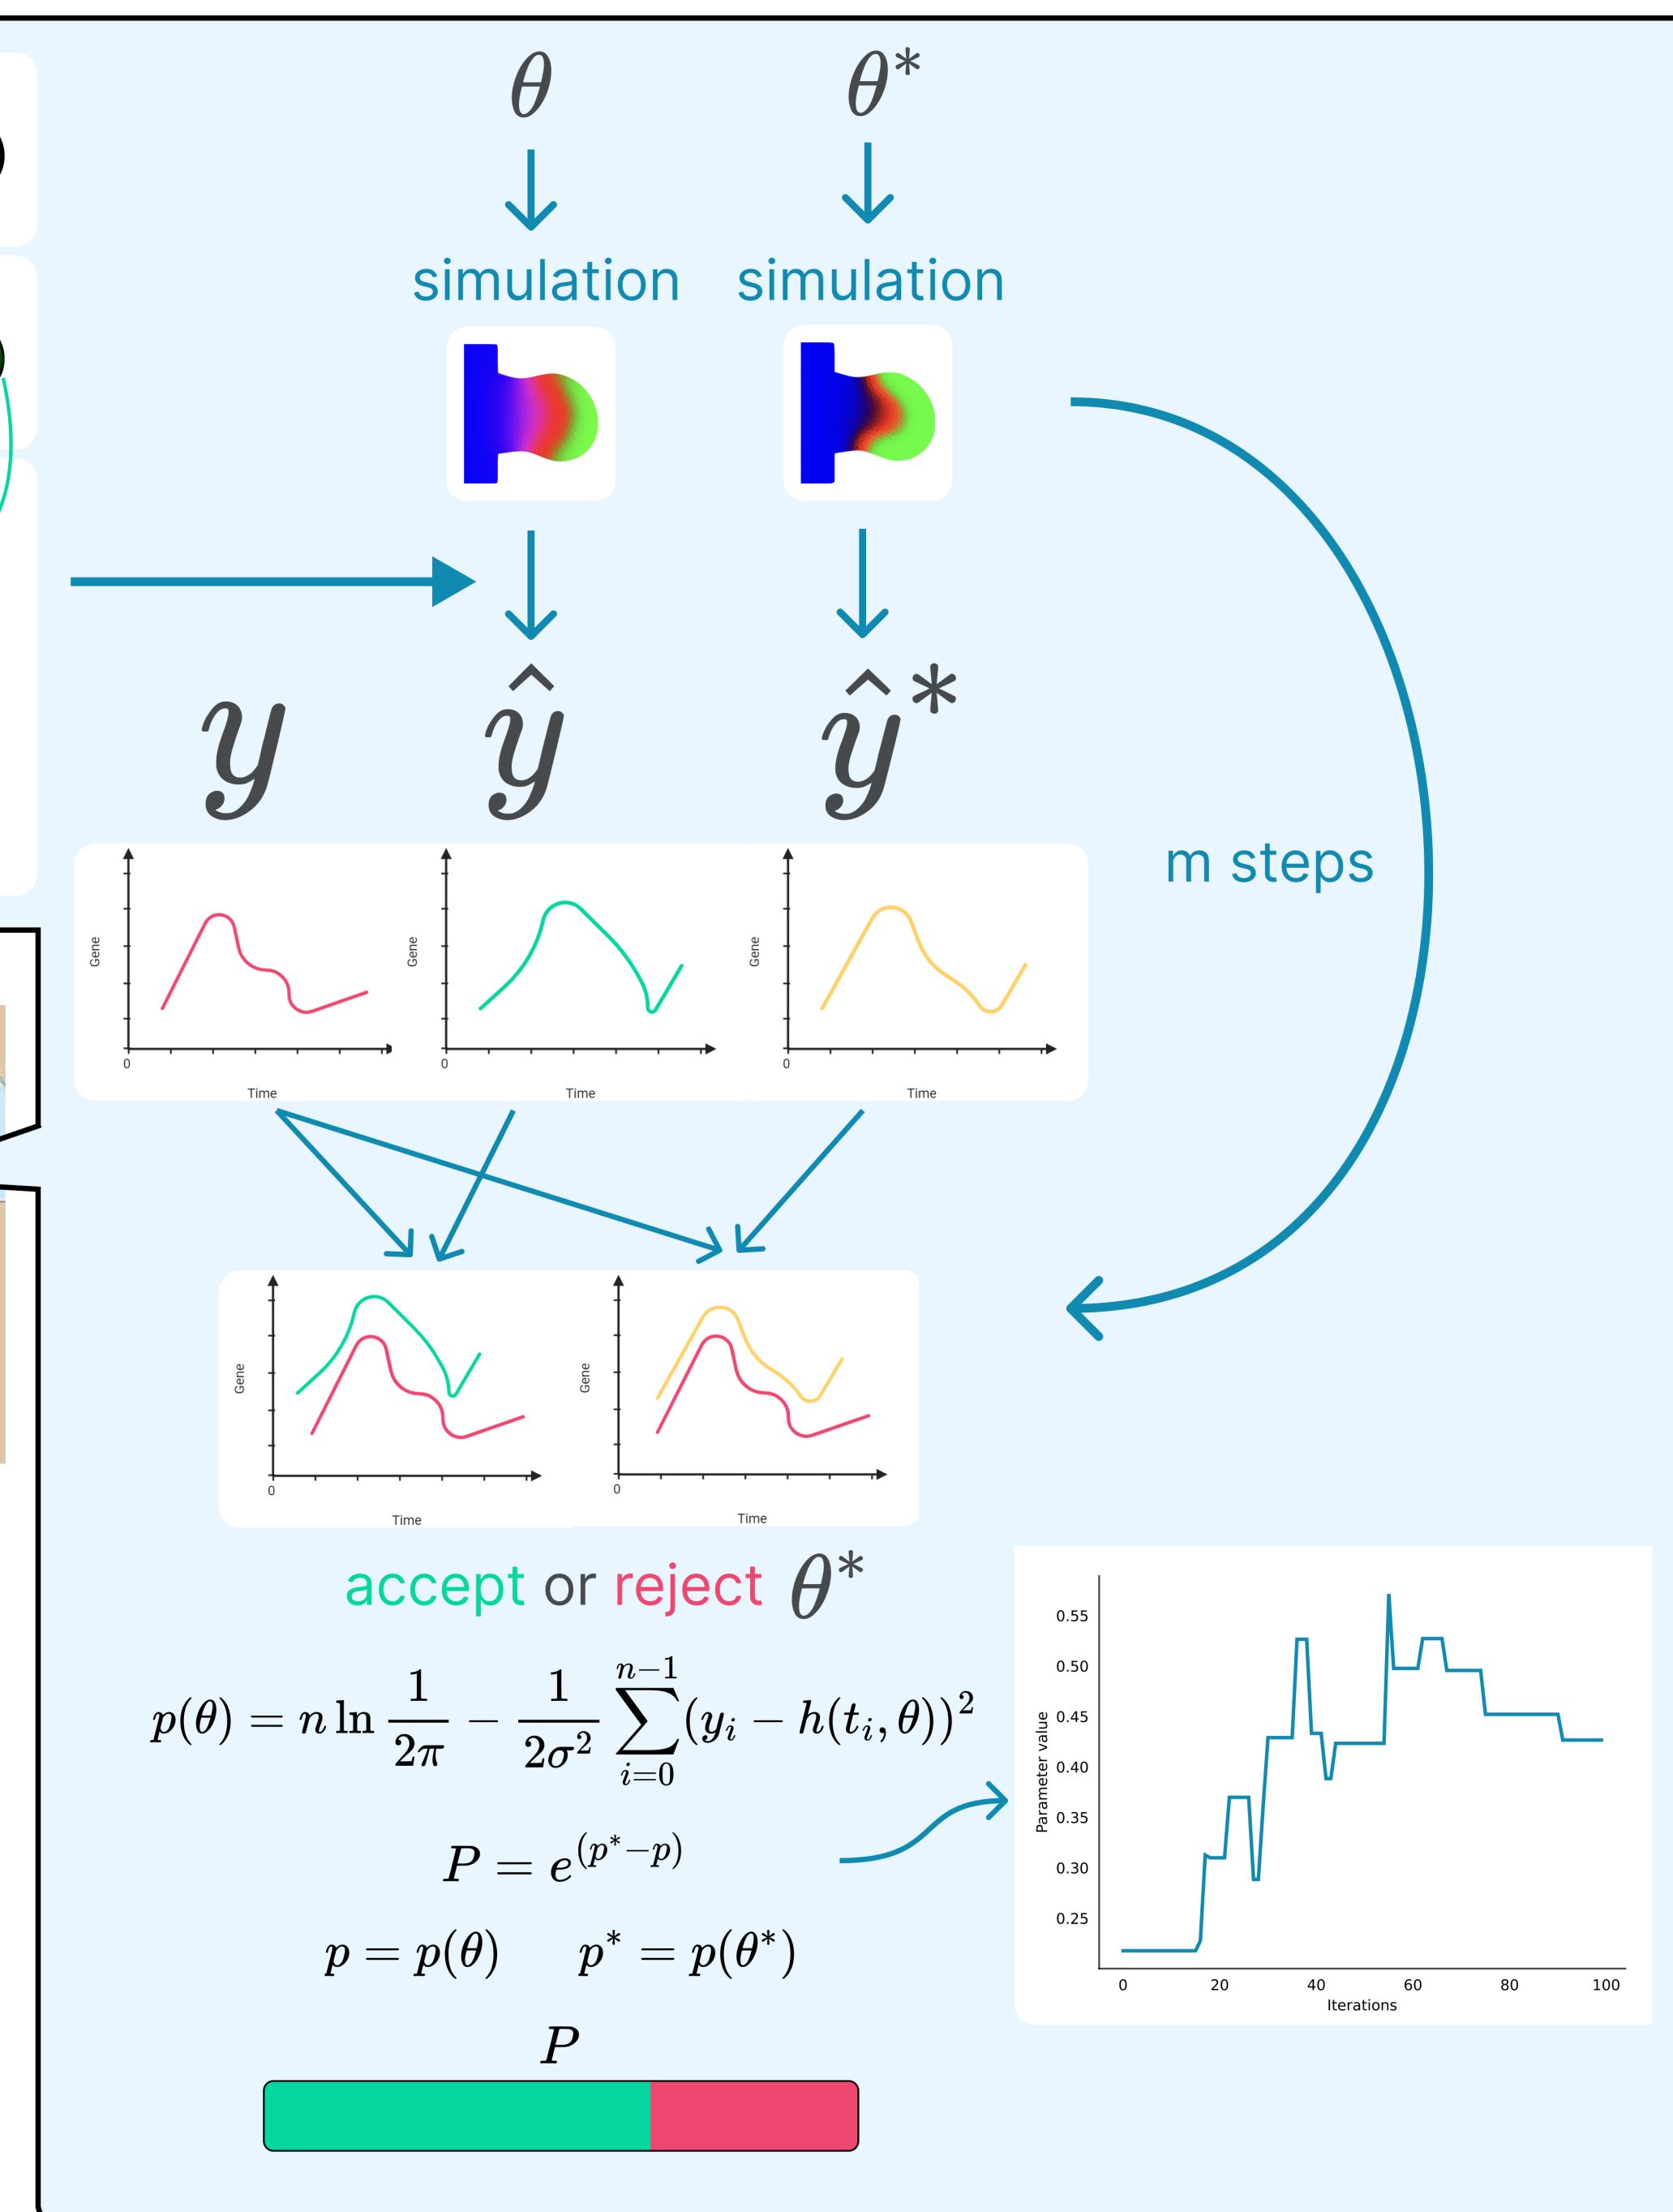 θ θ*
simulation simulation
y ŷ ŷ*
m steps
Gene Gene Gene
0 0 0
Time Time Time
Gene Gene
0 0
Time Time
accept or reject θ*
p(θ) = n ln 1/2π − 1/2σ² ∑_{i=0}^{n−1} (y_i − h(t_i, θ))²
P = e^{(p*−p)}
p = p(θ) p* = p(θ*)
P
0.55
0.50
0.45
0.40
0.35
0.30
0.25
Parameter value
0 20 40 60 80 100
Iterations